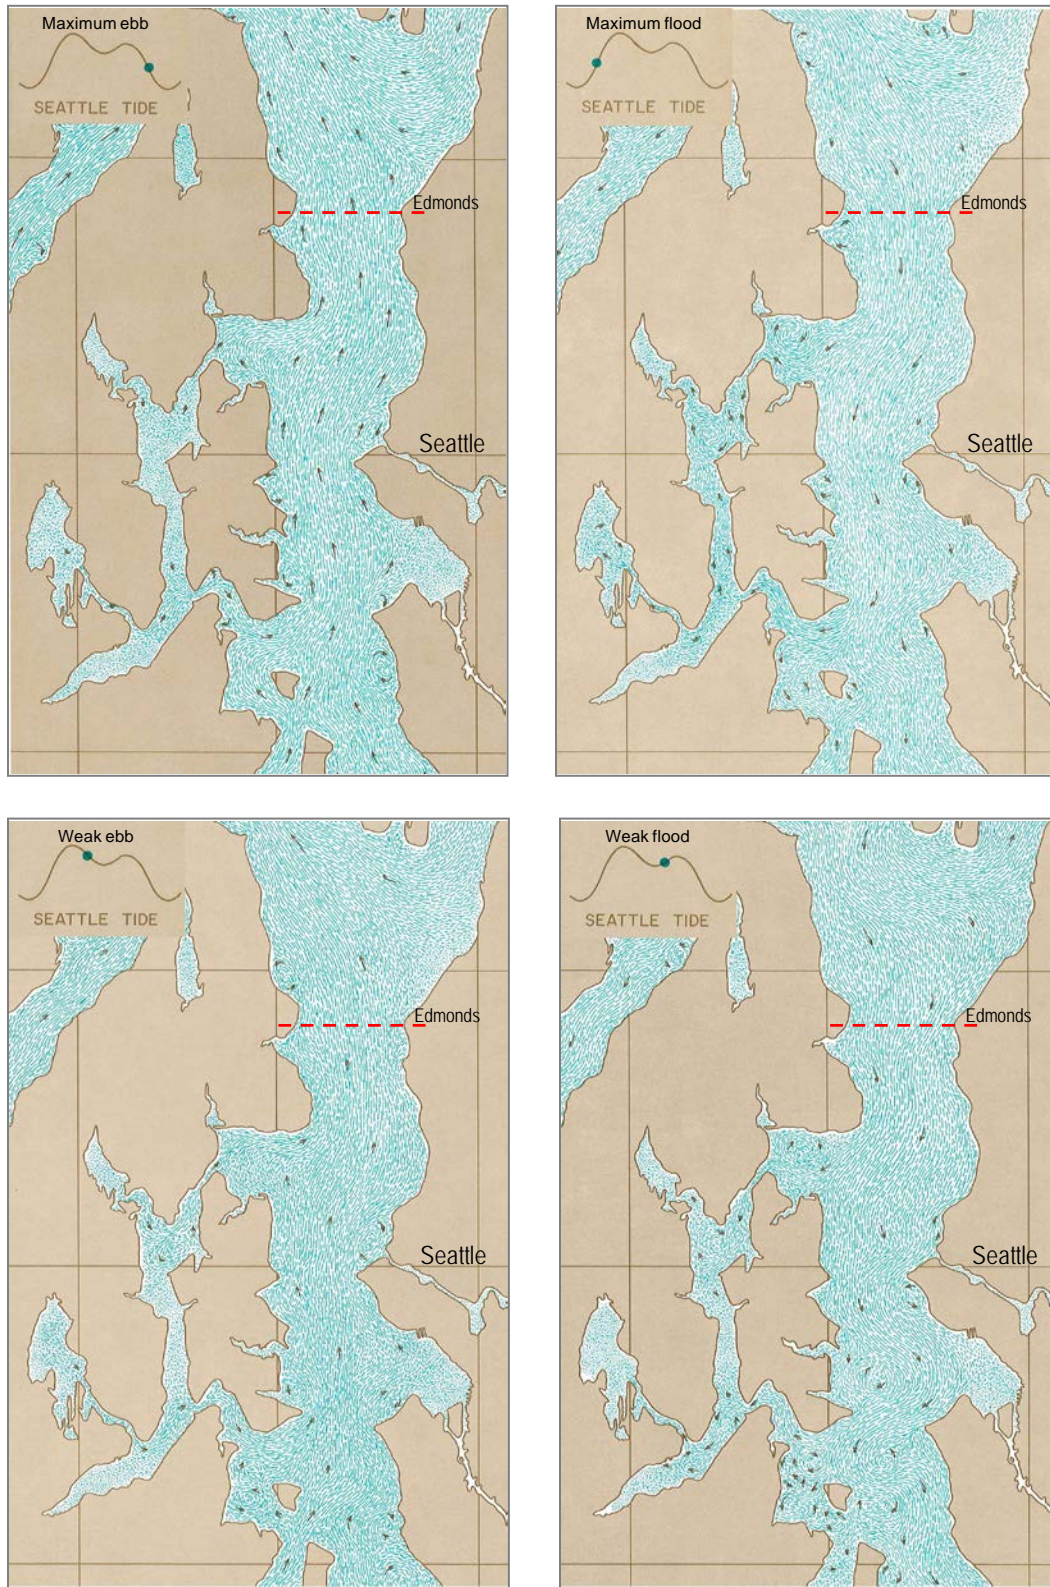 Maximum ebb
SEATTLE TIDE
Edmonds
Seattle
Maximum flood
SEATTLE TIDE
Edmonds
Seattle
Weak ebb
SEATTLE TIDE
Edmonds
Seattle
Weak flood
SEATTLE TIDE
Edmonds
Seattle